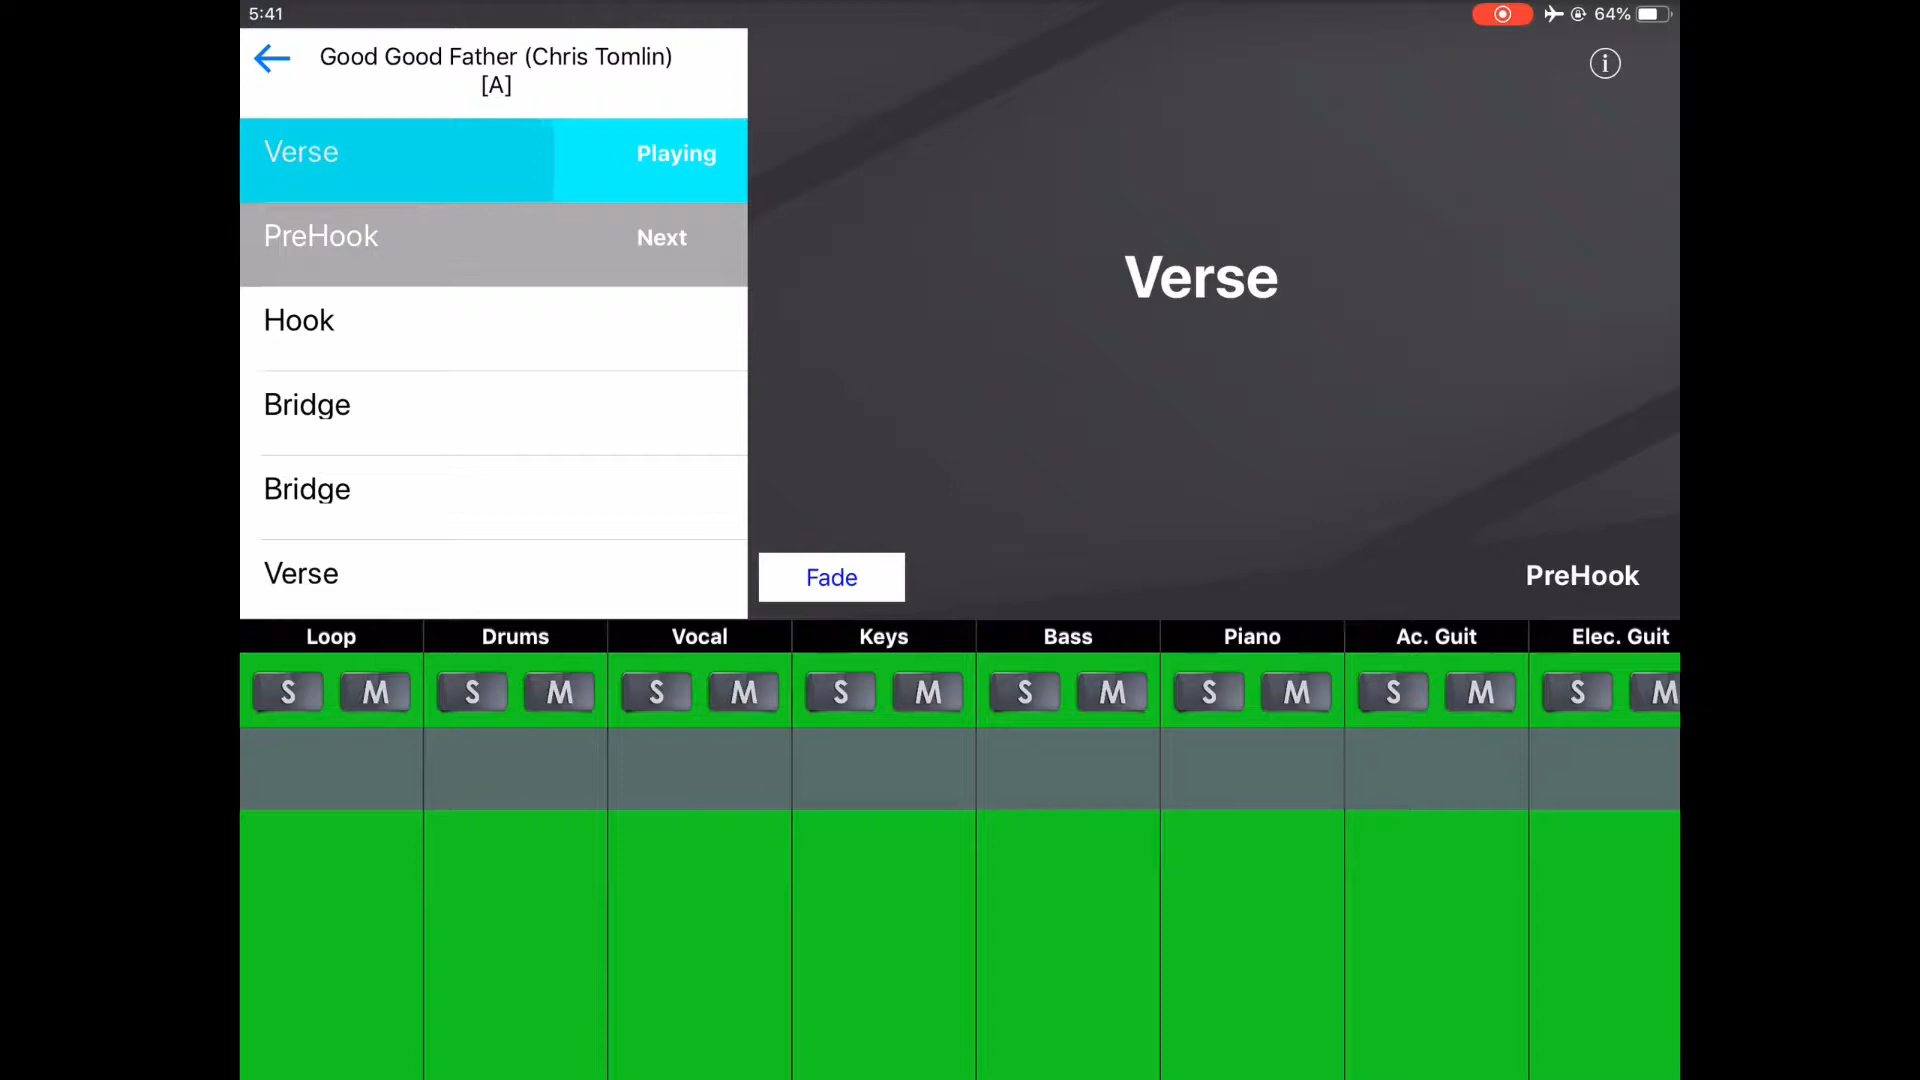 5:41
64%
Good Good Father (Chris Tomlin)
[A]
Verse Playing
PreHook Next
Hook
Bridge
Bridge
Verse
Verse
Fade
PreHook
Loop Drums Vocal Keys Bass Piano Ac. Guit Elec. Guit
S M S M S M S M S M S M S M S M